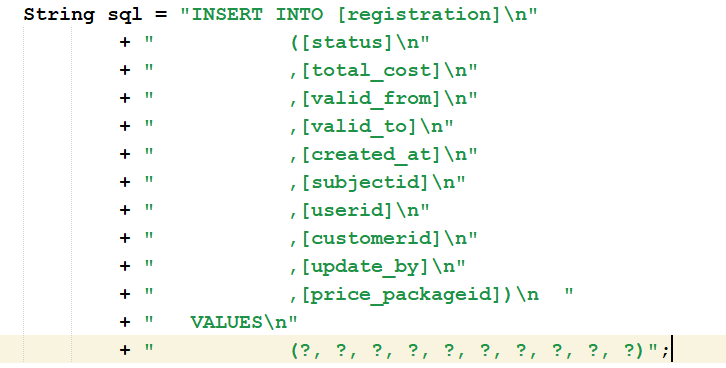 String sql = "INSERT INTO [registration]\n"
+ "           ([status]\n"
+ "           ,[total_cost]\n"
+ "           ,[valid_from]\n"
+ "           ,[valid_to]\n"
+ "           ,[created_at]\n"
+ "           ,[subjectid]\n"
+ "           ,[userid]\n"
+ "           ,[customerid]\n"
+ "           ,[update_by]\n"
+ "           ,[price_packageid])\n  "
+ "   VALUES\n"
+ "           (?, ?, ?, ?, ?, ?, ?, ?, ?, ?)";